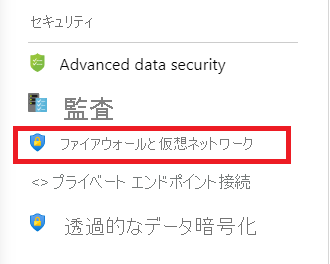 セキュリティ
Advanced data security
監査
ファイアウォールと仮想ネットワーク
<> プライベート エンドポイント接続
透過的なデータ暗号化